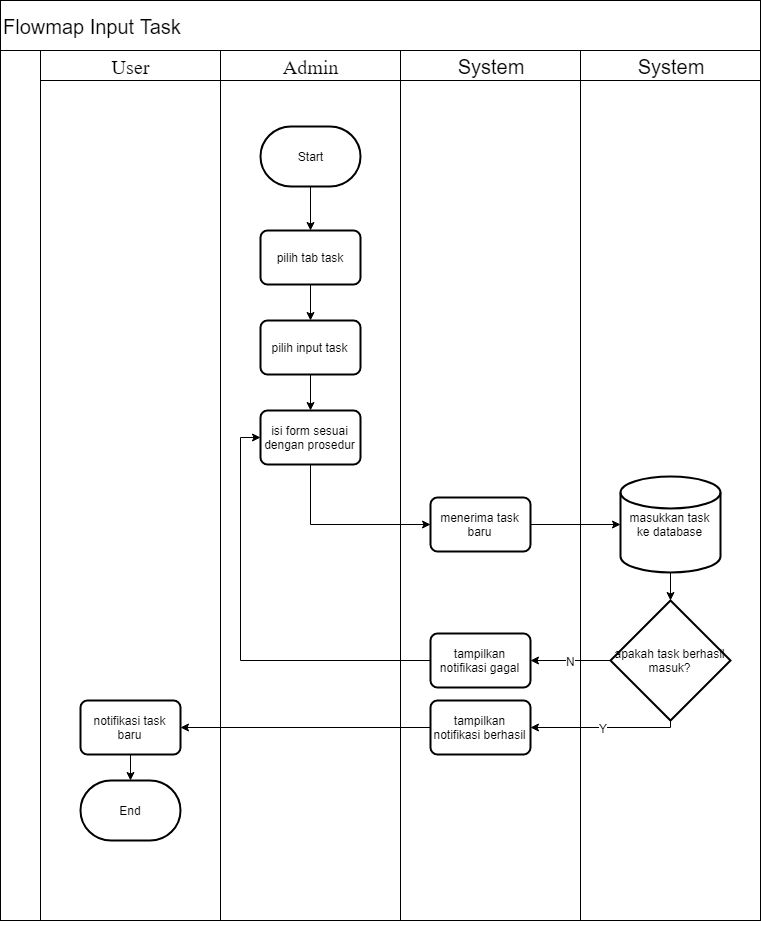 Flowmap Input Task
User
Admin
System
System
Start
pilih tab task
pilih input task
isi form sesuai
dengan prosedur
menerima task
baru
masukkan task
ke database
apakah task berhasil
masuk?
N
tampilkan
notifikasi gagal
Y
tampilkan
notifikasi berhasil
notifikasi task
baru
End